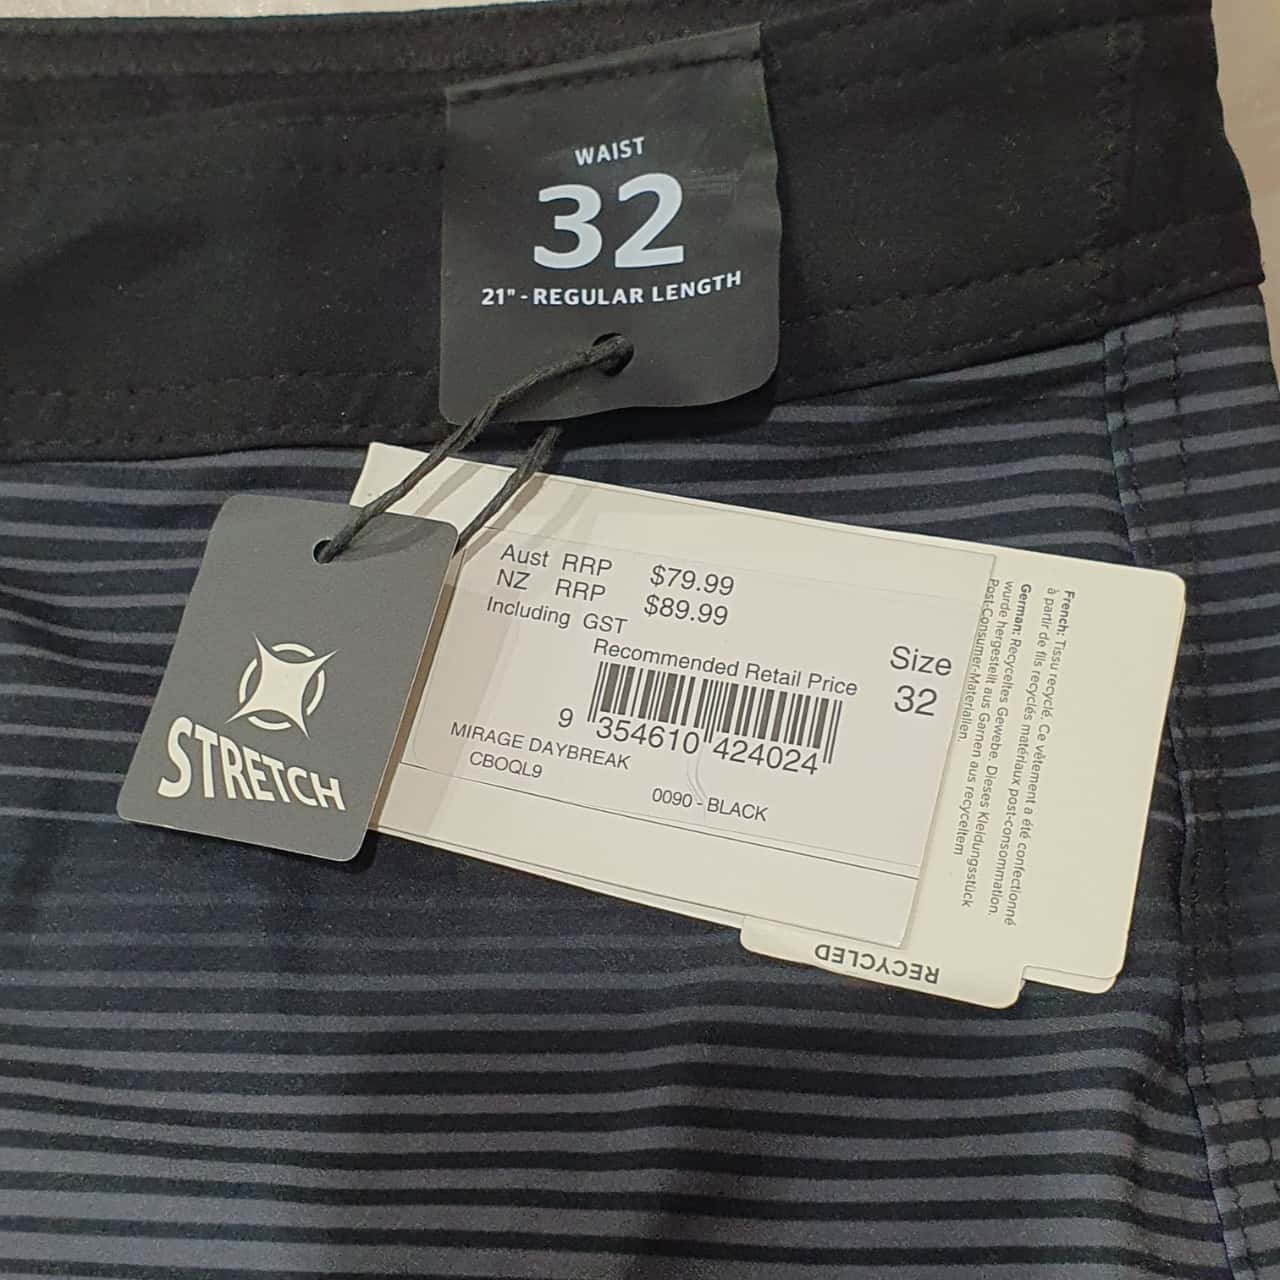 WAIST
32
21" - REGULAR LENGTH
STRETCH
Aust RRP $79.99
NZ RRP $89.99
Including GST
Recommended Retail Price
9 354610 424024
MIRAGE DAYBREAK
CBOQL9
0090 - BLACK
Size
32
French: Tissu recyclé. Ce vêtement a été confectionné
à partir de fils recyclés matériaux post-consommation.
German: Recyceltes Gewebe. Dieses Kleidungsstück
wurde hergestellt aus Garnen aus recyceltem
Post-Consumer-Materialien.
RECYCLED